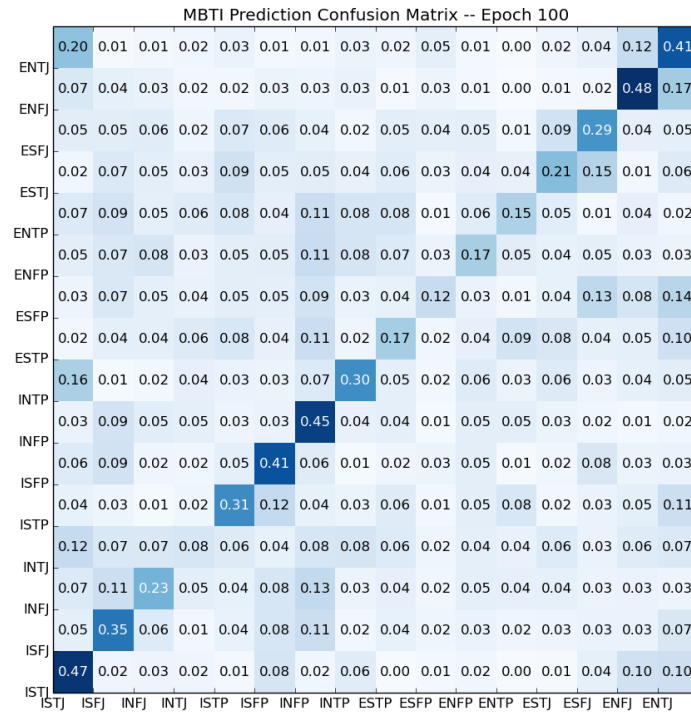 MBTI Prediction Confusion Matrix -- Epoch 100
0.20 0.01 0.01 0.02 0.03 0.01 0.01 0.03 0.02 0.05 0.01 0.00 0.02 0.04 0.12 0.41
ENTJ
0.07 0.04 0.03 0.02 0.02 0.03 0.03 0.03 0.01 0.03 0.01 0.00 0.01 0.02 0.48 0.17
ENFJ
0.05 0.05 0.06 0.02 0.07 0.06 0.04 0.02 0.05 0.04 0.05 0.01 0.09 0.29 0.04 0.05
ESFJ
0.02 0.07 0.05 0.03 0.09 0.05 0.05 0.04 0.06 0.03 0.04 0.04 0.21 0.15 0.01 0.06
ESTJ
0.07 0.09 0.05 0.06 0.08 0.04 0.11 0.08 0.08 0.01 0.06 0.15 0.05 0.01 0.04 0.02
ENTP
0.05 0.07 0.08 0.03 0.05 0.05 0.11 0.08 0.07 0.03 0.17 0.05 0.04 0.05 0.03 0.03
ENFP
0.03 0.07 0.05 0.04 0.05 0.05 0.09 0.03 0.04 0.12 0.03 0.01 0.04 0.13 0.08 0.14
ESFP
0.02 0.04 0.04 0.06 0.08 0.04 0.11 0.02 0.17 0.02 0.04 0.09 0.08 0.04 0.05 0.10
ESTP
0.16 0.01 0.02 0.04 0.03 0.03 0.07 0.30 0.05 0.02 0.06 0.03 0.06 0.03 0.04 0.05
INTP
0.03 0.09 0.05 0.05 0.03 0.03 0.45 0.04 0.04 0.01 0.05 0.05 0.03 0.02 0.01 0.02
INFP
0.06 0.09 0.02 0.02 0.05 0.41 0.06 0.01 0.02 0.03 0.05 0.01 0.02 0.08 0.03 0.03
ISFP
0.04 0.03 0.01 0.02 0.31 0.12 0.04 0.03 0.06 0.01 0.05 0.08 0.02 0.03 0.05 0.11
ISTP
0.12 0.07 0.07 0.08 0.06 0.04 0.08 0.08 0.06 0.02 0.04 0.04 0.06 0.03 0.06 0.07
INTJ
0.07 0.11 0.23 0.05 0.04 0.08 0.13 0.03 0.04 0.02 0.05 0.04 0.04 0.03 0.03 0.03
INFJ
0.05 0.35 0.06 0.01 0.04 0.08 0.11 0.02 0.04 0.02 0.03 0.02 0.03 0.03 0.03 0.07
ISFJ
0.47 0.02 0.03 0.02 0.01 0.08 0.02 0.06 0.00 0.01 0.02 0.00 0.01 0.04 0.10 0.10
ISTJ
ISTJ ISFJ INFJ INTJ ISTP ISFP INFP INTP ESTP ESFP ENFP ENTP ESTJ ESFJ ENFJ ENTJ